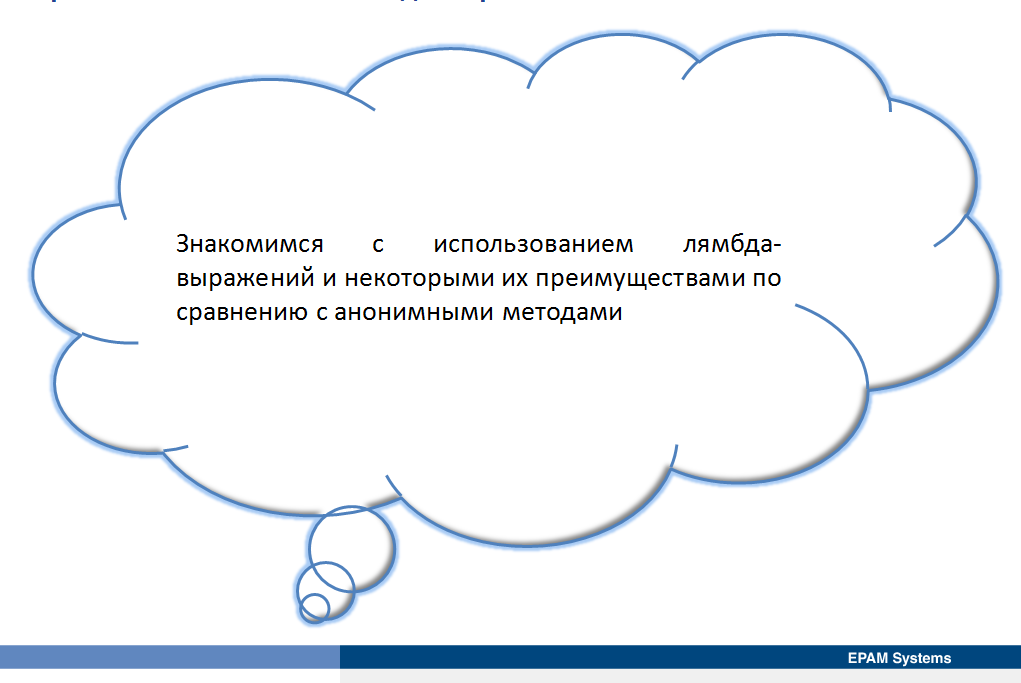 Знакомимся с использованием лямбда-
выражений и некоторыми их преимуществами по
сравнению с анонимными методами
EPAM Systems